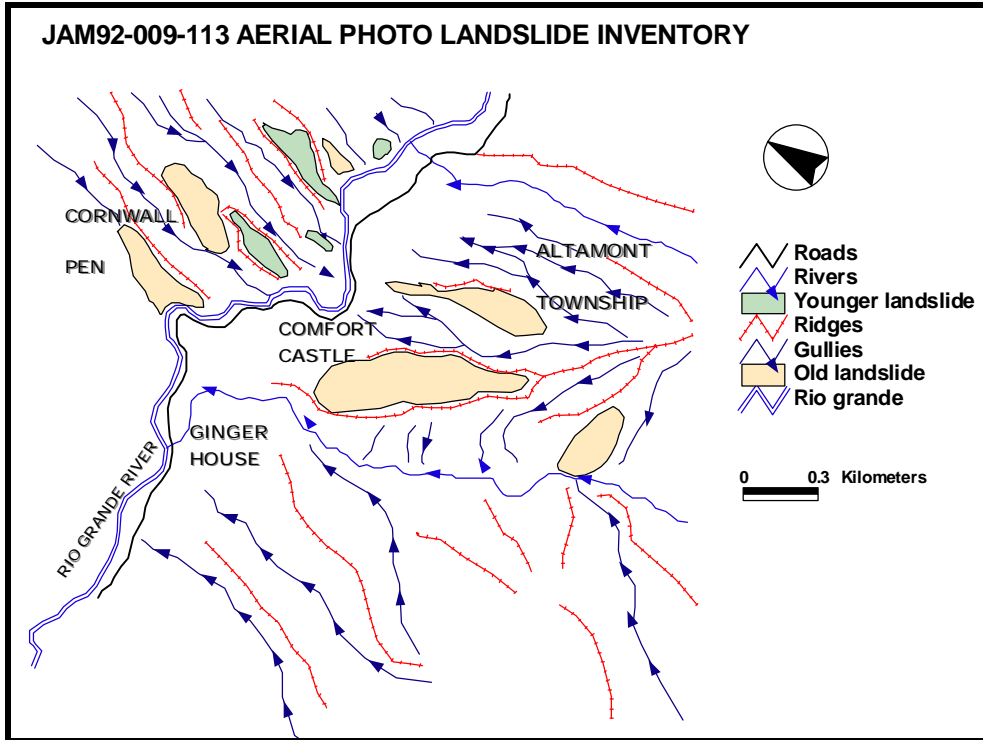 JAM92-009-113 AERIAL PHOTO LANDSLIDE INVENTORY
CORNWALL
PEN
ALTAMONT
TOWNSHIP
COMFORT
CASTLE
GINGER
HOUSE
RIO GRANDE RIVER
Roads
Rivers
Younger landslide
Ridges
Gullies
Old landslide
Rio grande
0 0.3 Kilometers